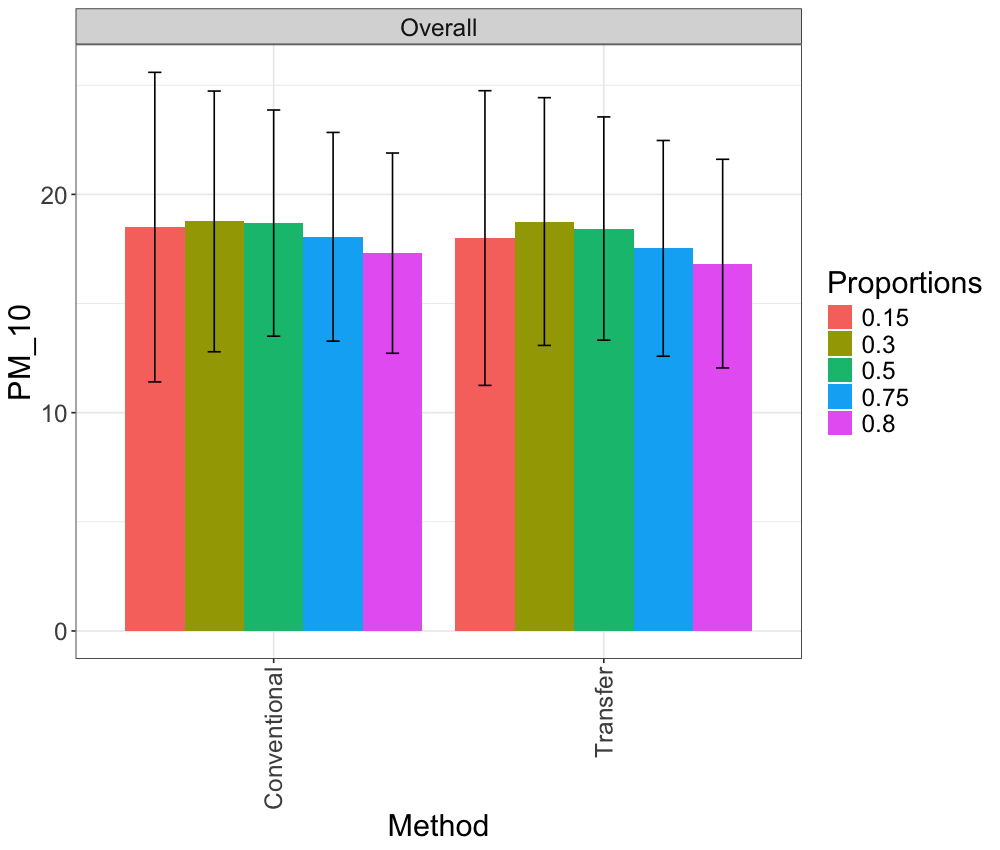 Overall
PM_10
20
10
0
Conventional
Transfer
Method
Proportions
0.15
0.3
0.5
0.75
0.8